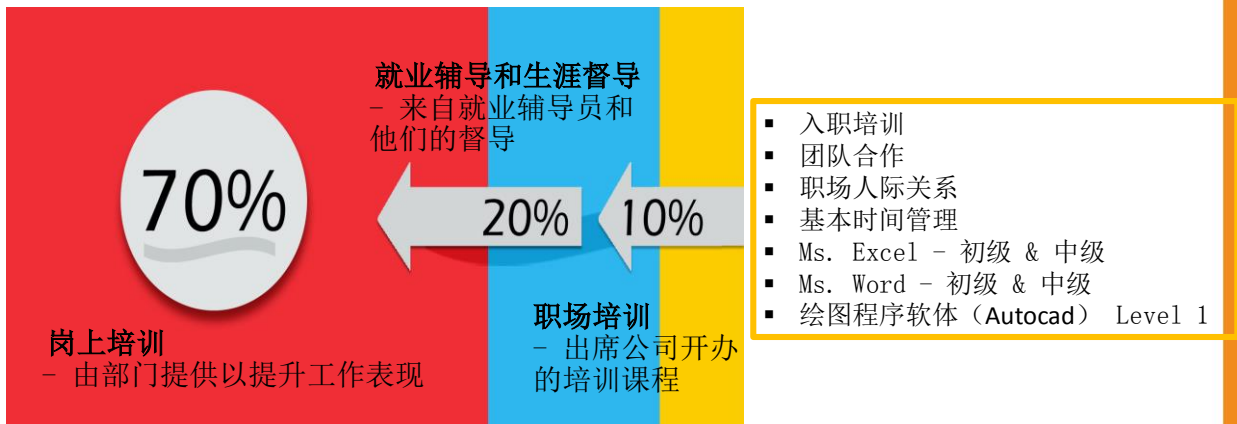 就业辅导和生涯督导
- 来自就业辅导员和
他们的督导
70%
20%
10%
岗上培训
- 由部门提供以提升工作表现
职场培训
- 出席公司开办
的培训课程
▪ 入职培训
▪ 团队合作
▪ 职场人际关系
▪ 基本时间管理
▪ Ms. Excel - 初级 & 中级
▪ Ms. Word - 初级 & 中级
▪ 绘图程序软体（Autocad） Level 1